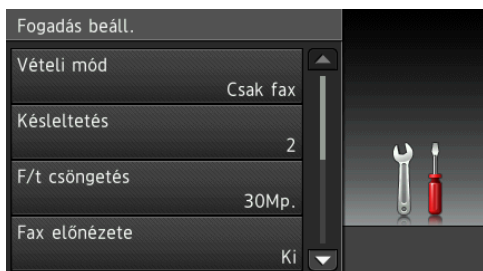 Fogadás beáll.
Vételi mód
Csak fax
Késleltetés
2
F/t csöngetés
30Mp.
Fax előnézete
Ki